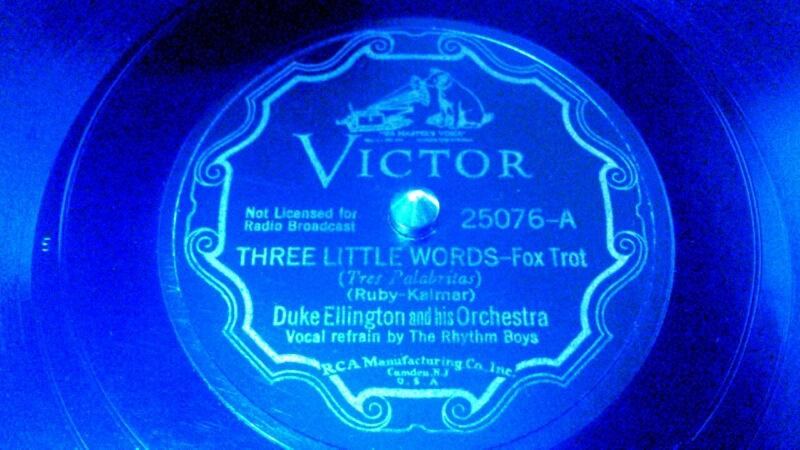 "HIS MASTER'S VOICE"
VICTOR
Not Licensed for
Radio Broadcast
25076-A
THREE LITTLE WORDS-Fox Trot
(Tres Palabritas)
(Ruby-Kalmar)
Duke Ellington and his Orchestra
Vocal refrain by The Rhythm Boys
RCA Manufacturing Co. Inc.
Camden, N.J.
U.S.A